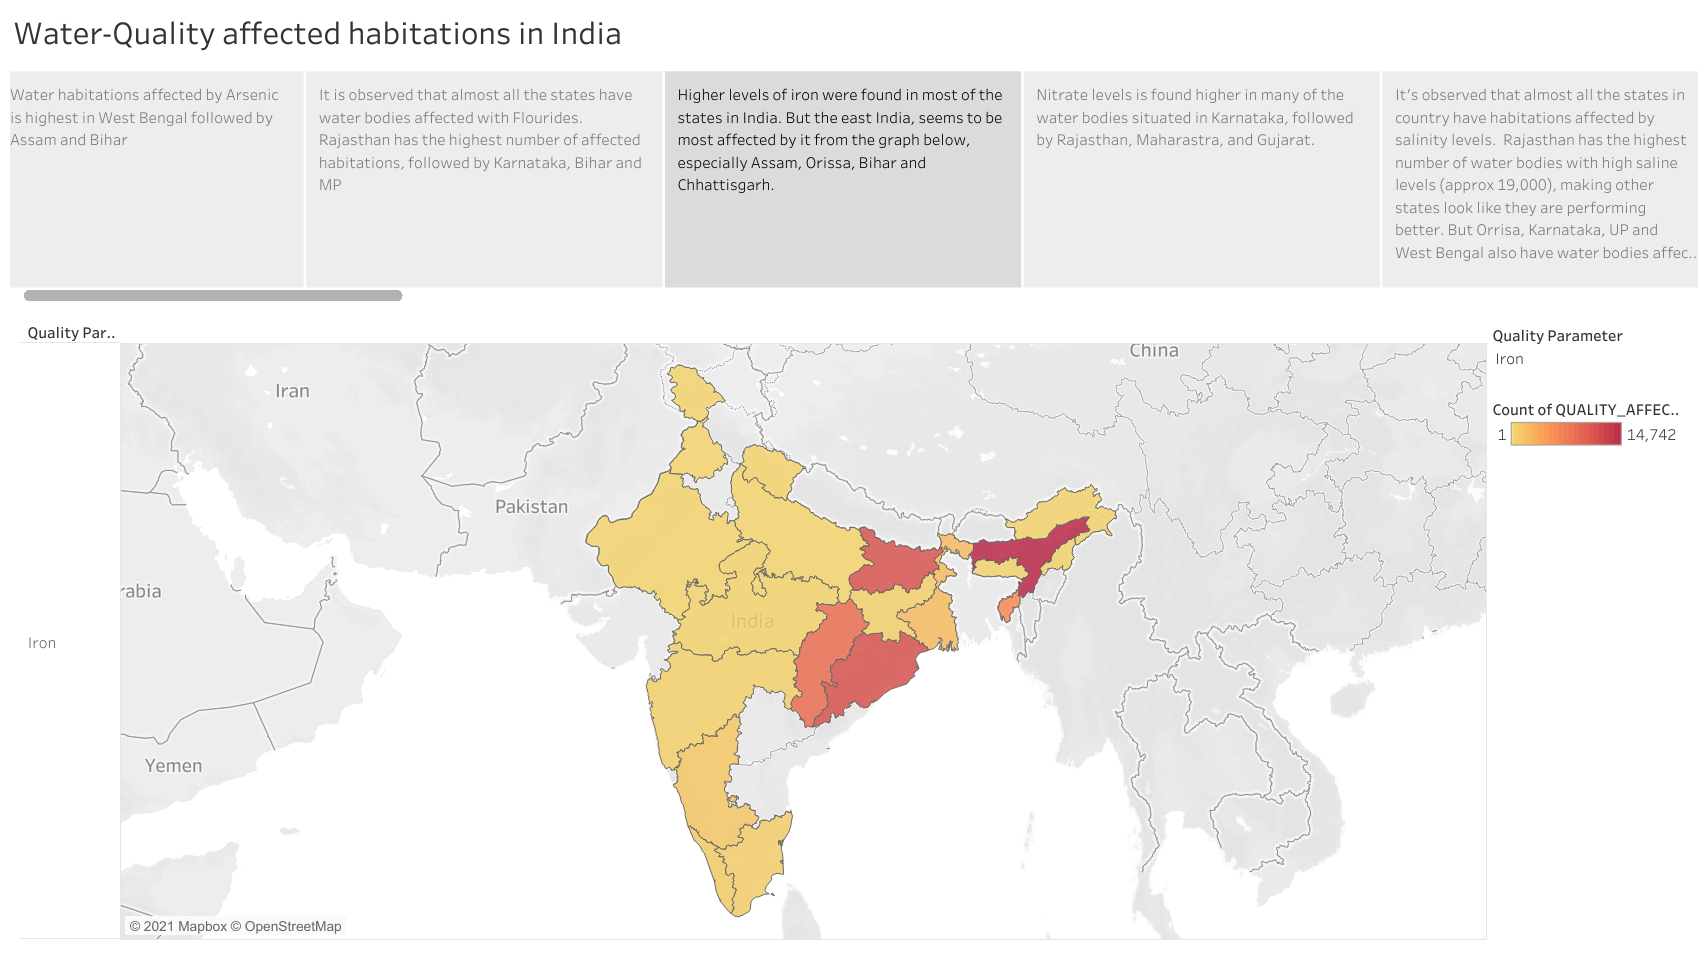 Water-Quality affected habitations in India
Water habitations affected by Arsenic
is highest in West Bengal followed by
Assam and Bihar
It is observed that almost all the states have
water bodies affected with Flourides.
Rajasthan has the highest number of affected
habitations, followed by Karnataka, Bihar and
MP
Higher levels of iron were found in most of the
states in India. But the east India, seems to be
most affected by it from the graph below,
especially Assam, Orissa, Bihar and
Chhattisgarh.
Nitrate levels is found higher in many of the
water bodies situated in Karnataka, followed
by Rajasthan, Maharastra, and Gujarat.
It's observed that almost all the states in
country have habitations affected by
salinity levels.  Rajasthan has the highest
number of water bodies with high saline
levels (approx 19,000), making other
states look like they are performing
better. But Orrisa, Karnataka, UP and
West Bengal also have water bodies affec..
Quality Par..
Iron
China
Iran
Pakistan
rabia
India
Yemen
© 2021 Mapbox © OpenStreetMap
Quality Parameter
Iron
Count of QUALITY_AFFEC..
1 14,742